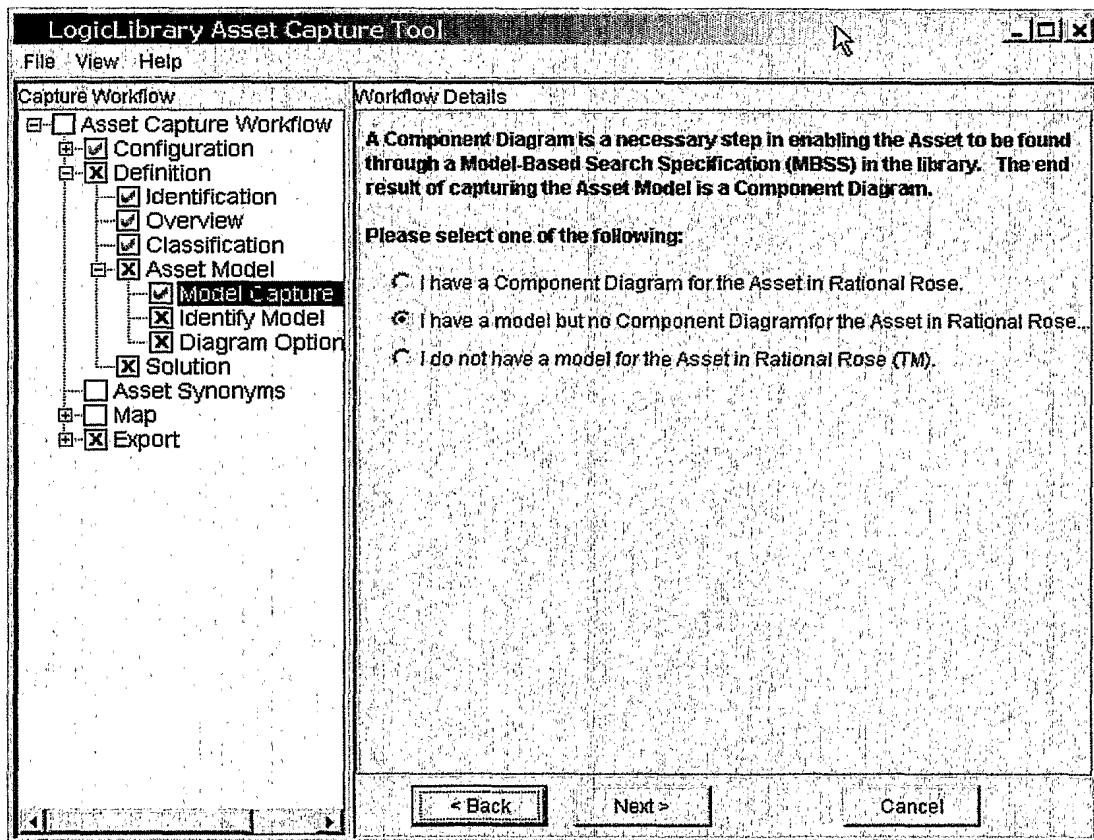 LogicLibrary Asset Capture Tool
File View Help
Capture Workflow
Asset Capture Workflow
Configuration
Definition
Identification
Overview
Classification
Asset Model
Model Capture
Identify Model
Diagram Option
Solution
Asset Synonyms
Map
Export
Workflow Details
A Component Diagram is a necessary step in enabling the Asset to be found
through a Model-Based Search Specification (MBSS) in the library. The end
result of capturing the Asset Model is a Component Diagram.
Please select one of the following:
I have a Component Diagram for the Asset in Rational Rose.
I have a model but no Component Diagramfor the Asset in Rational Rose...
I do not have a model for the Asset in Rational Rose (TM).
< Back Next > Cancel